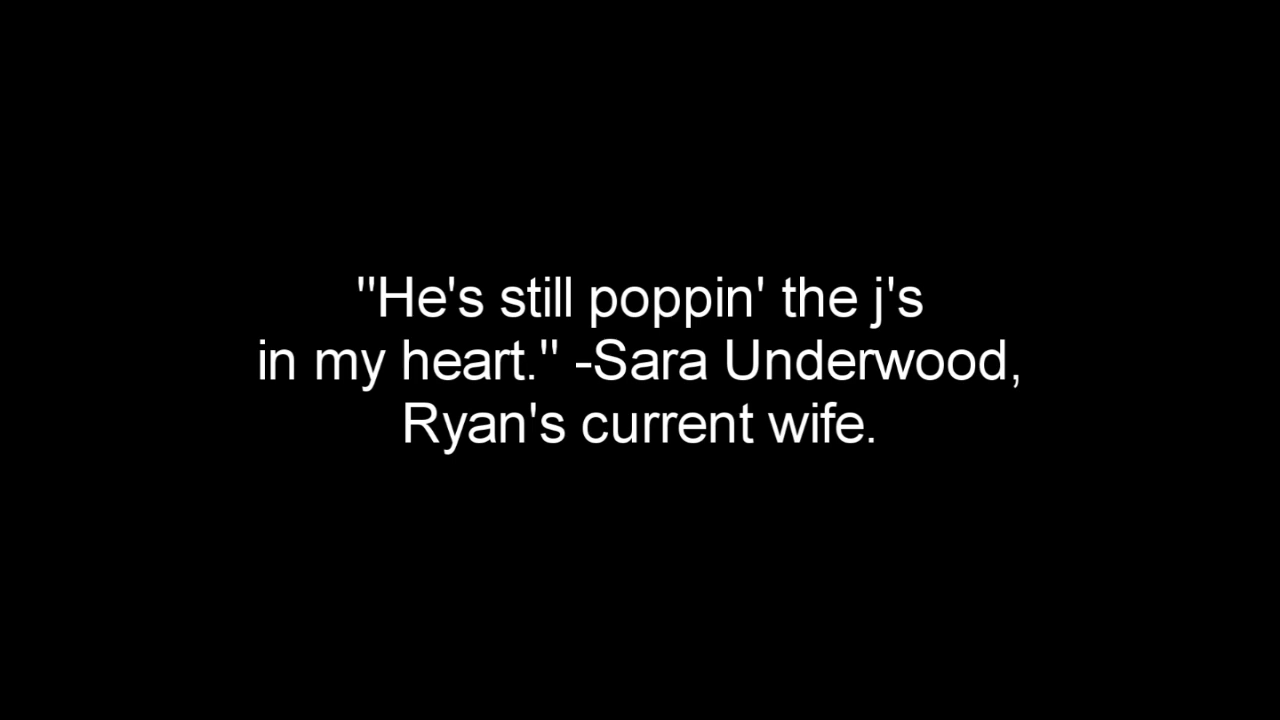 "He's still poppin' the j's
in my heart." -Sara Underwood,
Ryan's current wife.